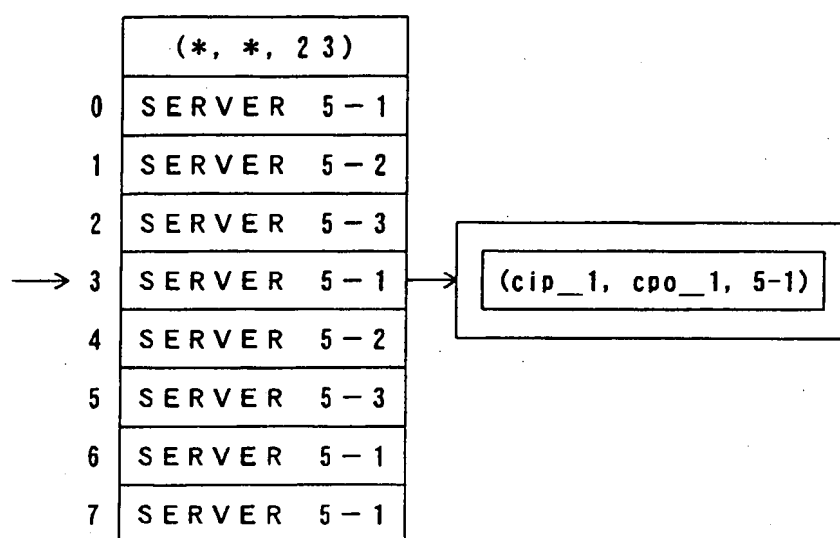 (*, *, 23)
0 SERVER 5-1
1 SERVER 5-2
2 SERVER 5-3
3 SERVER 5-1 (cip_1, cpo_1, 5-1)
4 SERVER 5-2
5 SERVER 5-3
6 SERVER 5-1
7 SERVER 5-1